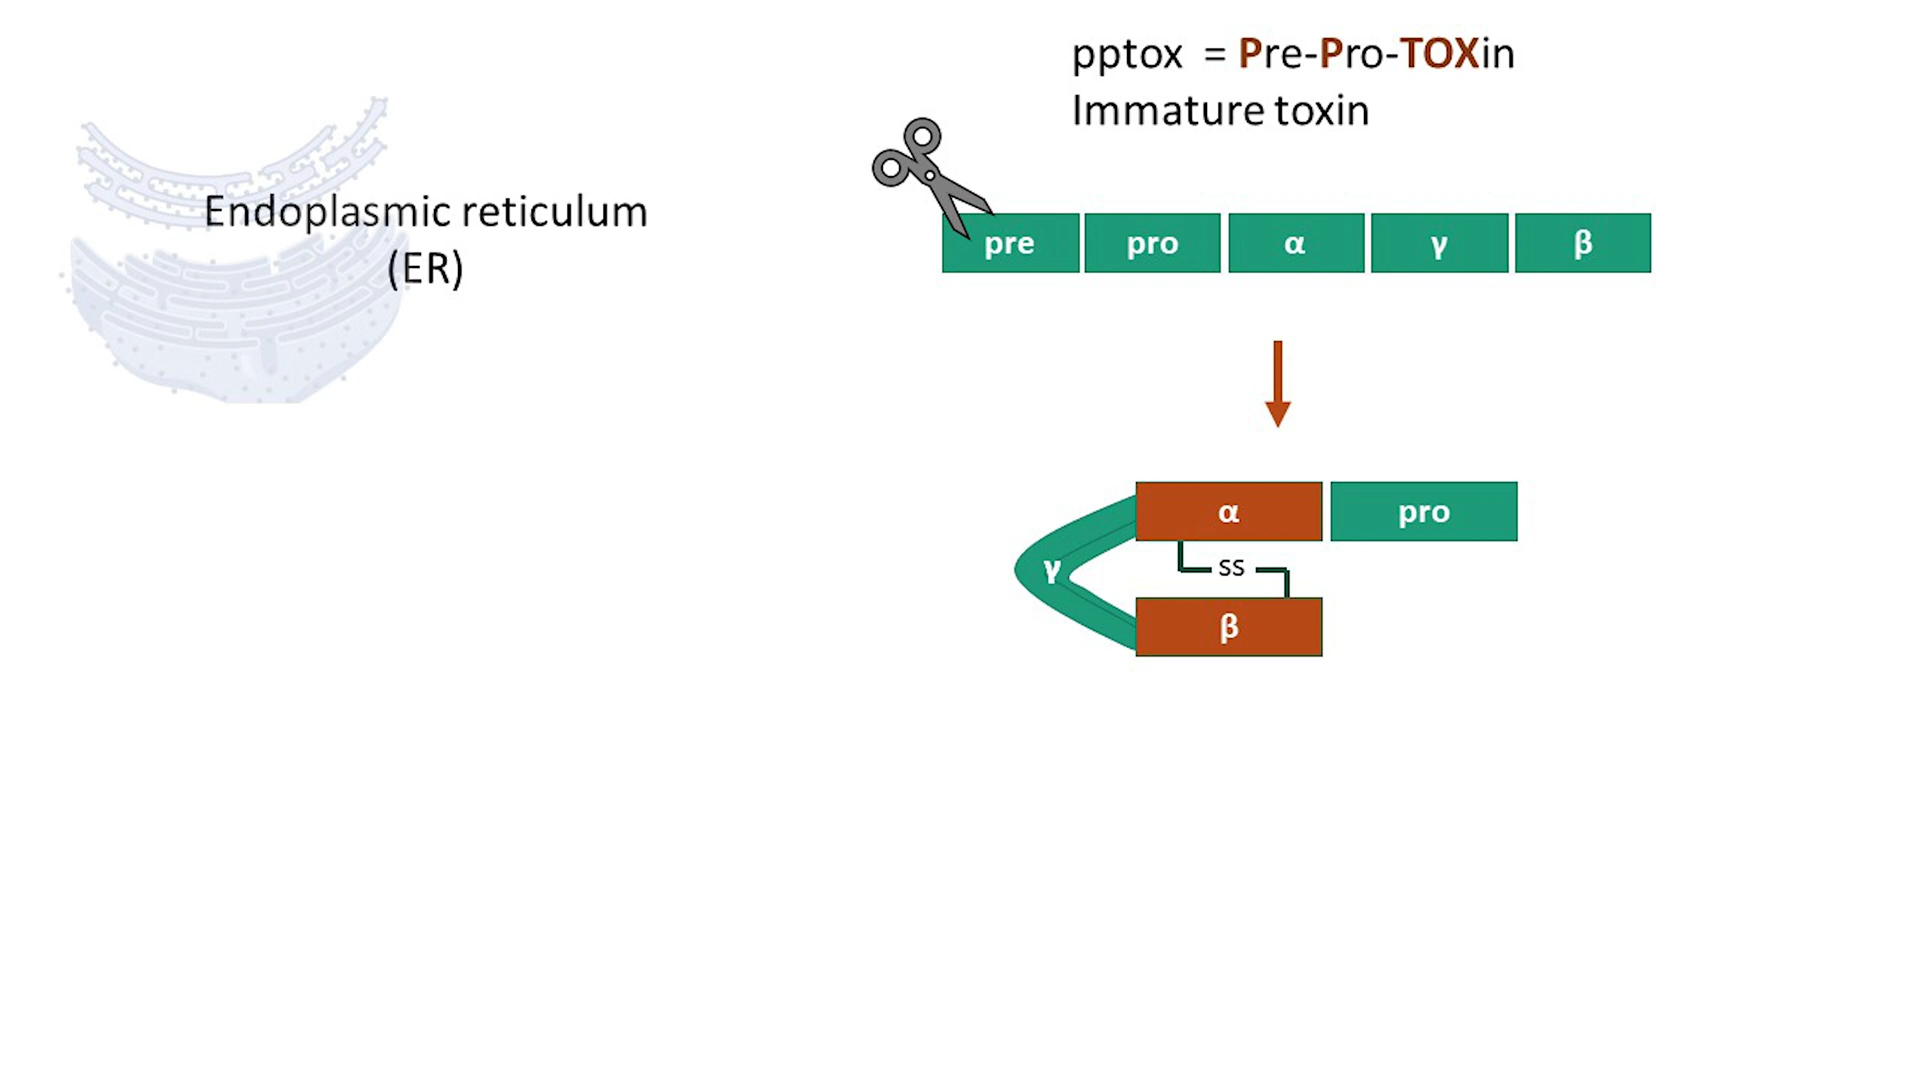 pptox = Pre-Pro-TOXin
Immature toxin
Endoplasmic reticulum
(ER)
pre pro α γ β
α pro
γ ss
β